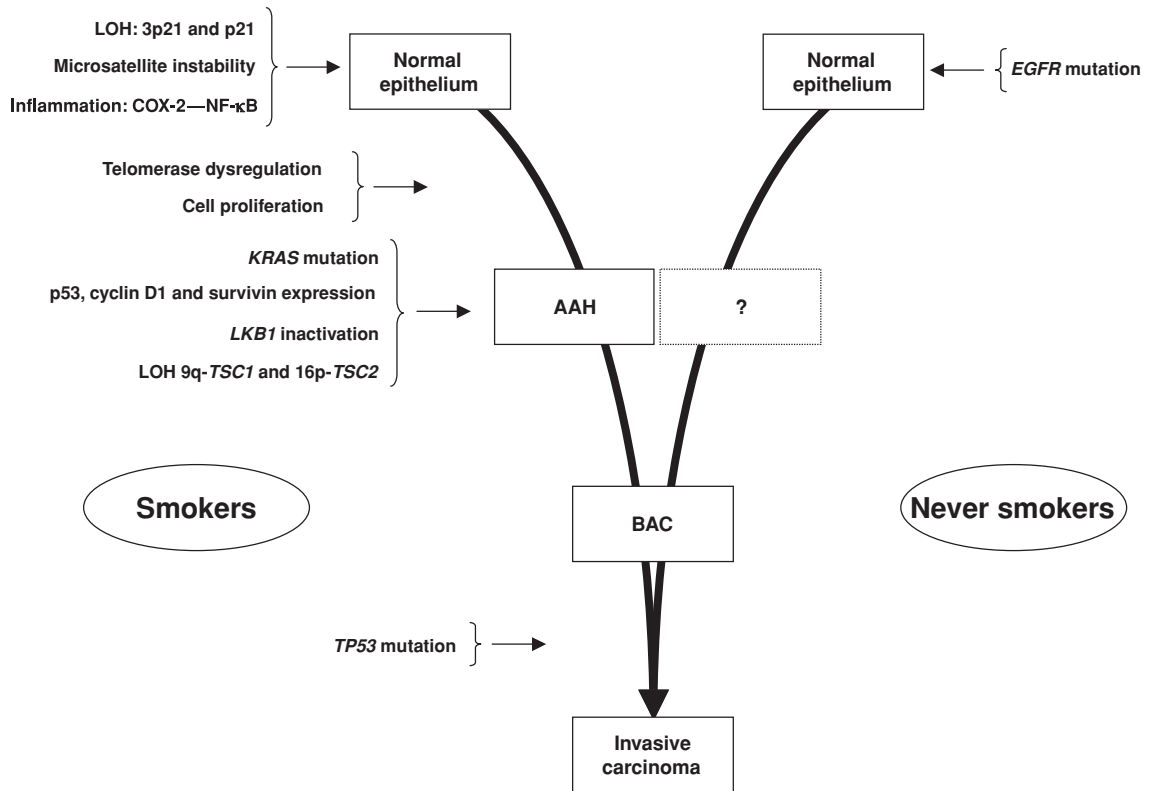 LOH: 3p21 and p21
Microsatellite instability
Inflammation: COX-2—NF-κB
Normal
epithelium
Normal
epithelium
EGFR mutation
Telomerase dysregulation
Cell proliferation
KRAS mutation
p53, cyclin D1 and survivin expression
LKB1 inactivation
LOH 9q-TSC1 and 16p-TSC2
AAH
?
Smokers
BAC
Never smokers
TP53 mutation
Invasive
carcinoma